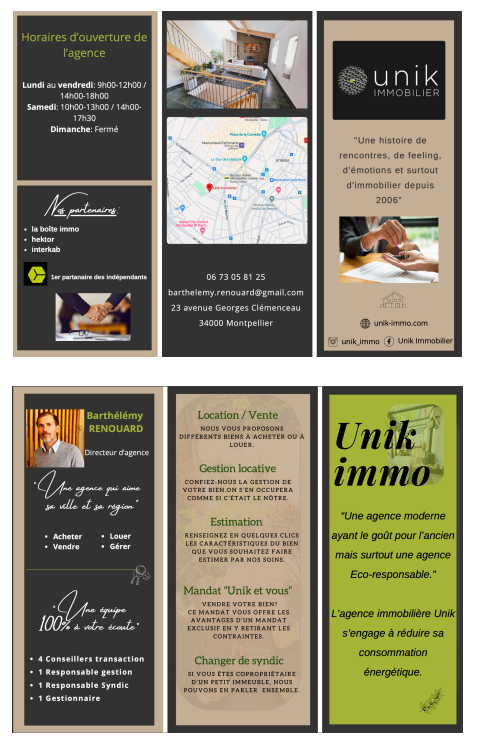 Horaires d'ouverture de
l'agence
Lundi au vendredi: 9h00-12h00 /
14h00-18h00
Samedi: 10h00-13h00 / 14h00-
17h30
Dimanche: Fermé
Nos partenaires:
la boîte immo
hektor
interkab
1er partanaire des indépendants
06 73 05 81 25
barthelemy.renouard@gmail.com
23 avenue Georges Clémenceau
34000 Montpellier
unik
IMMOBILIER
"Une histoire de
rencontres, de feeling,
d'émotions et surtout
d'immobilier depuis
2006"
unik-immo.com
unik_immo Unik Immobilier
Barthélémy
RENOUARD
Directeur d'agence
"Une agence qui aime
sa ville et sa région"
Acheter
Vendre
Louer
Gérer
"Une équipe
100% à votre écoute"
4 Conseillers transaction
1 Responsable gestion
1 Responsable Syndic
1 Gestionnaire
Location / Vente
NOUS VOUS PROPOSONS
DIFFÉRENTS BIENS À ACHETER OU À
LOUER.
Gestion locative
CONFIEZ-NOUS LA GESTION DE
VOTRE BIEN.ON S'EN OCCUPERA
COMME SI C'ÉTAIT LE NÔTRE.
Estimation
RENSEIGNEZ EN QUELQUES CLICS
LES CARACTÉRISTIQUES DU BIEN
QUE VOUS SOUHAITEZ FAIRE
ESTIMER PAR NOS SOINS.
Mandat "Unik et vous"
VENDRE VOTRE BIEN?
CE MANDAT VOUS OFFRE LES
AVANTAGES D'UN MANDAT
EXCLUSIF EN Y RETIRANT LES
CONTRAINTES.
Changer de syndic
SI VOUS ÊTES COPROPRIÉTAIRE
D'UN PETIT IMMEUBLE, NOUS
POUVONS EN PARLER ENSEMBLE.
Unik
immo
"Une agence moderne
ayant le goût pour l'ancien
mais surtout une agence
Eco-responsable."
L'agence immobilière Unik
s'engage à réduire sa
consommation
énergétique.